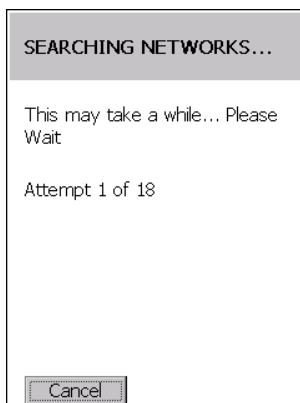 SEARCHING NETWORKS...
This may take a while... Please
Wait
Attempt 1 of 18
Cancel